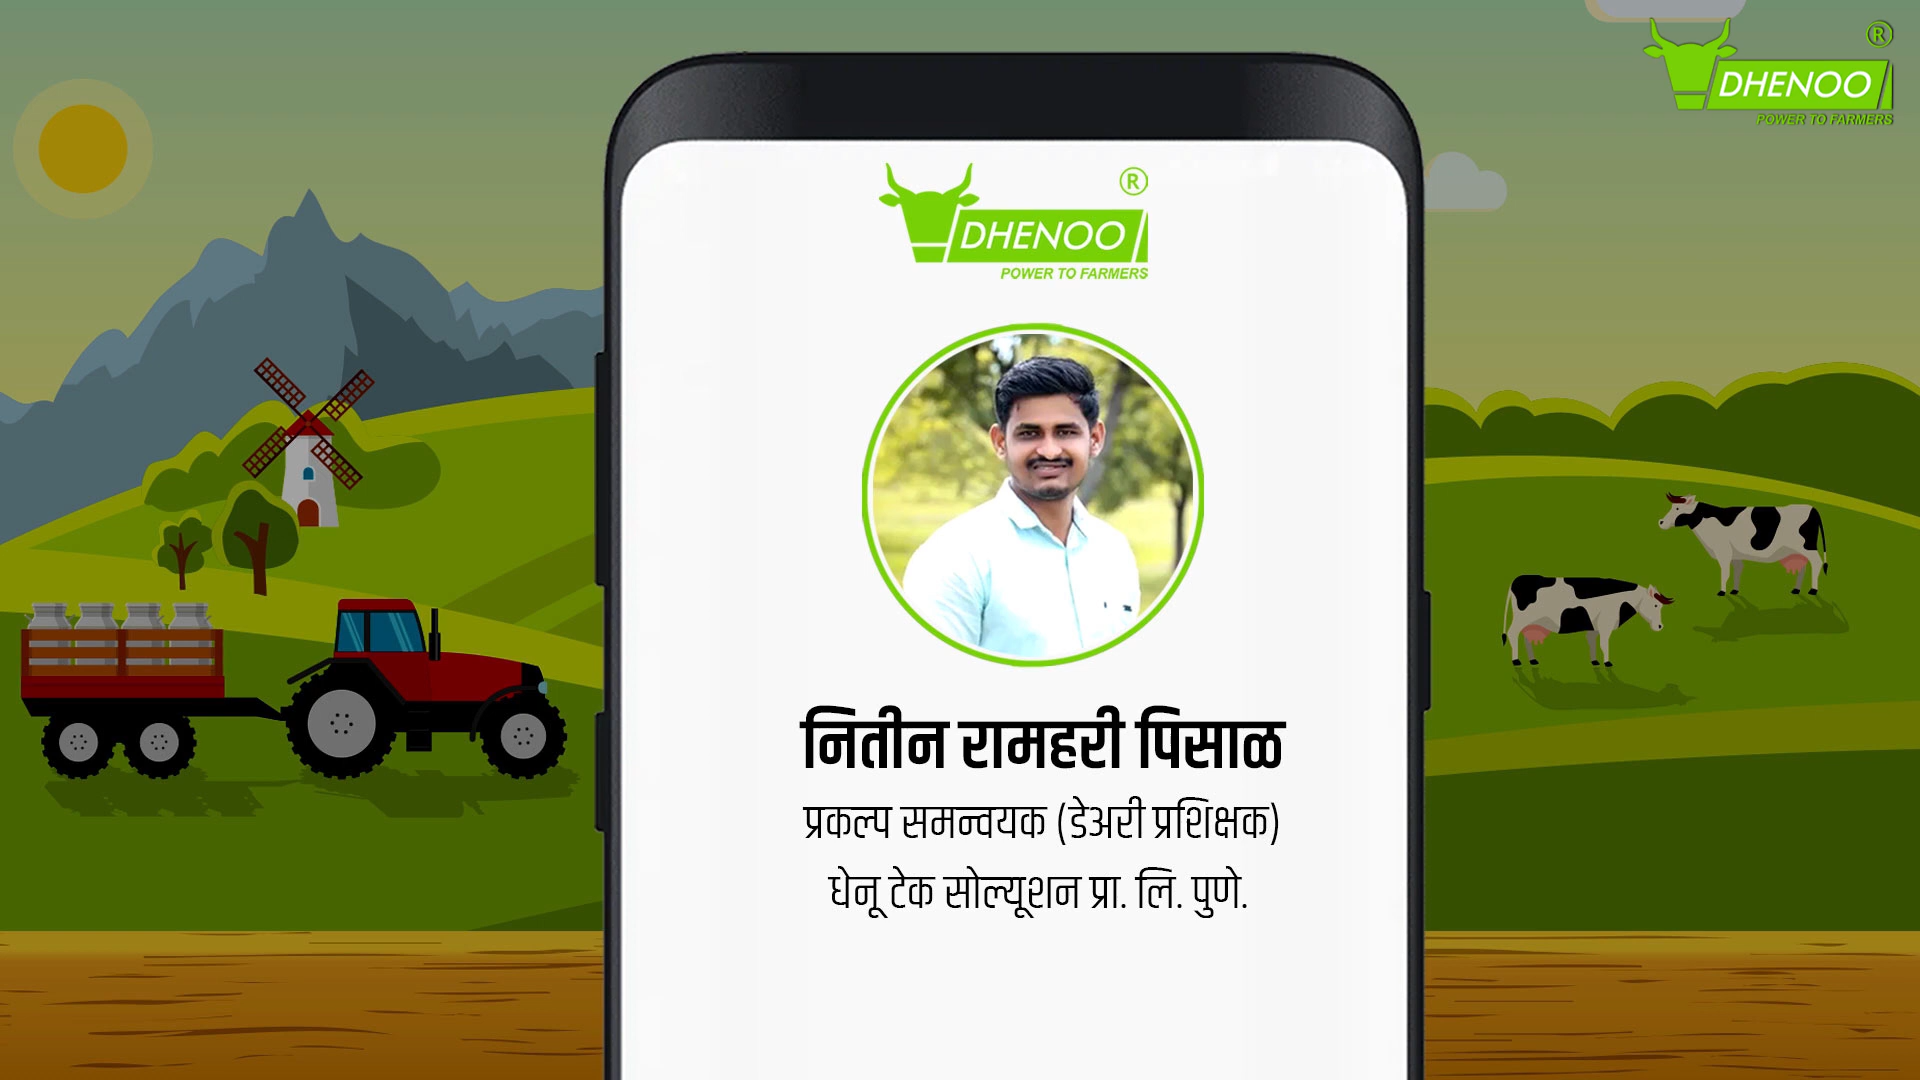 ®
DHENOO
POWER TO FARMERS
®
DHENOO
POWER TO FARMERS
नितीन रामहरी पिसाळ
प्रकल्प समन्वयक (डेअरी प्रशिक्षक)
धेनू टेक सोल्यूशन प्रा. लि. पुणे.